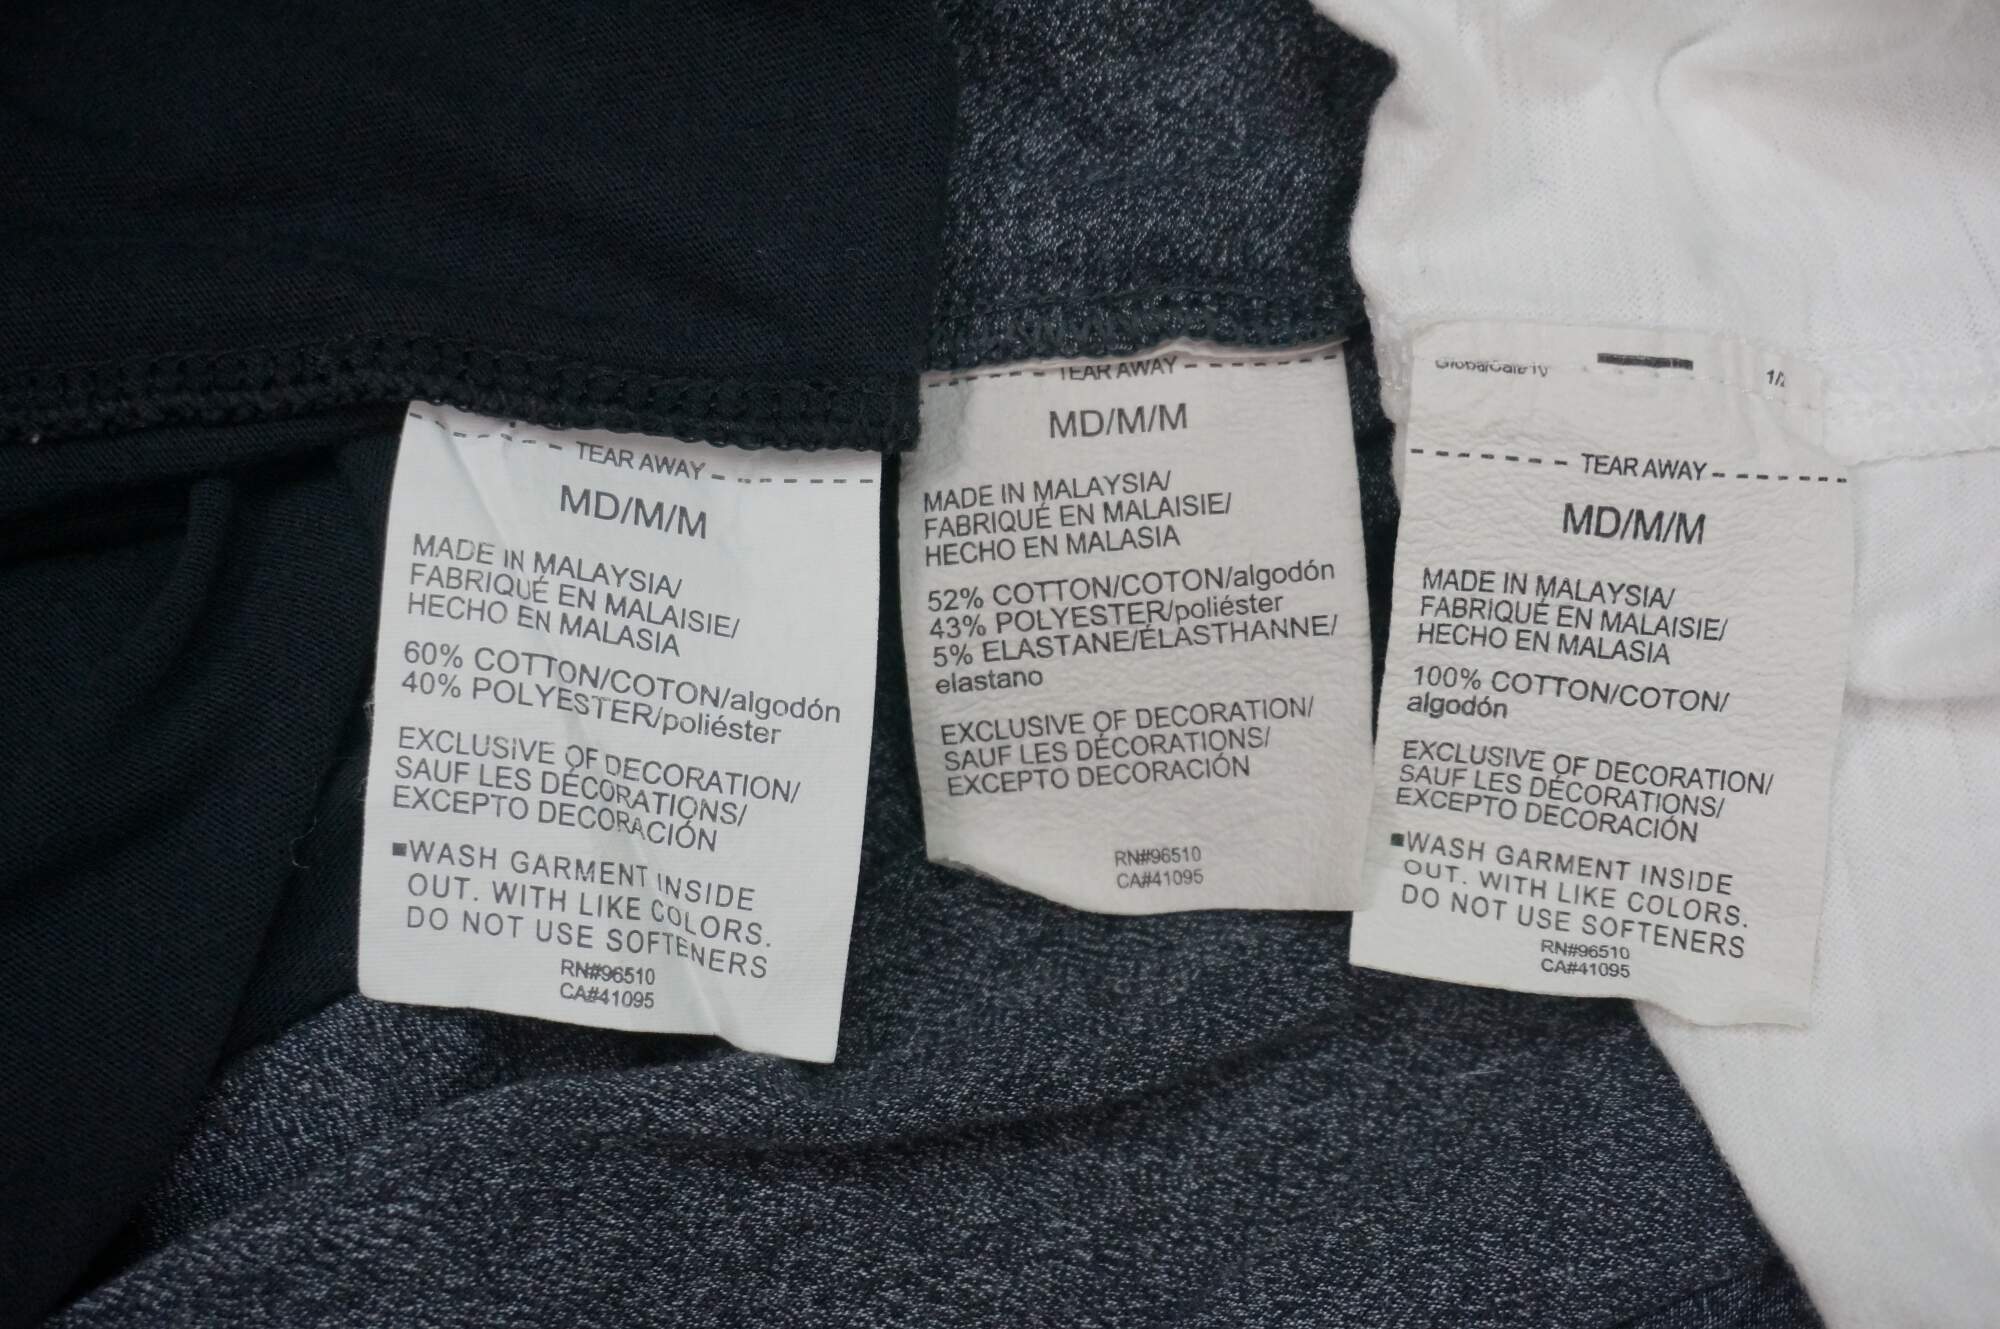 TEAR AWAY
MD/M/M
MADE IN MALAYSIA/
FABRIQUÉ EN MALAISIE/
HECHO EN MALASIA
60% COTTON/COTON/algodón
40% POLYESTER/poliéster
EXCLUSIVE OF DECORATION/
SAUF LES DÉCORATIONS/
EXCEPTO DECORACIÓN
■WASH GARMENT INSIDE
OUT. WITH LIKE COLORS.
DO NOT USE SOFTENERS
RN#96510
CA#41095
TEAR AWAY
MD/M/M
MADE IN MALAYSIA/
FABRIQUÉ EN MALAISIE/
HECHO EN MALASIA
52% COTTON/COTON/algodón
43% POLYESTER/poliéster
5% ELASTANE/ÉLASTHANNE/
elastano
EXCLUSIVE OF DECORATION/
SAUF LES DÉCORATIONS/
EXCEPTO DECORACIÓN
RN#96510
CA#41095
1/2
TEAR AWAY
MD/M/M
MADE IN MALAYSIA/
FABRIQUÉ EN MALAISIE/
HECHO EN MALASIA
100% COTTON/COTON/
algodón
EXCLUSIVE OF DECORATION/
SAUF LES DÉCORATIONS/
EXCEPTO DECORACIÓN
■WASH GARMENT INSIDE
OUT. WITH LIKE COLORS.
DO NOT USE SOFTENERS
RN#96510
CA#41095